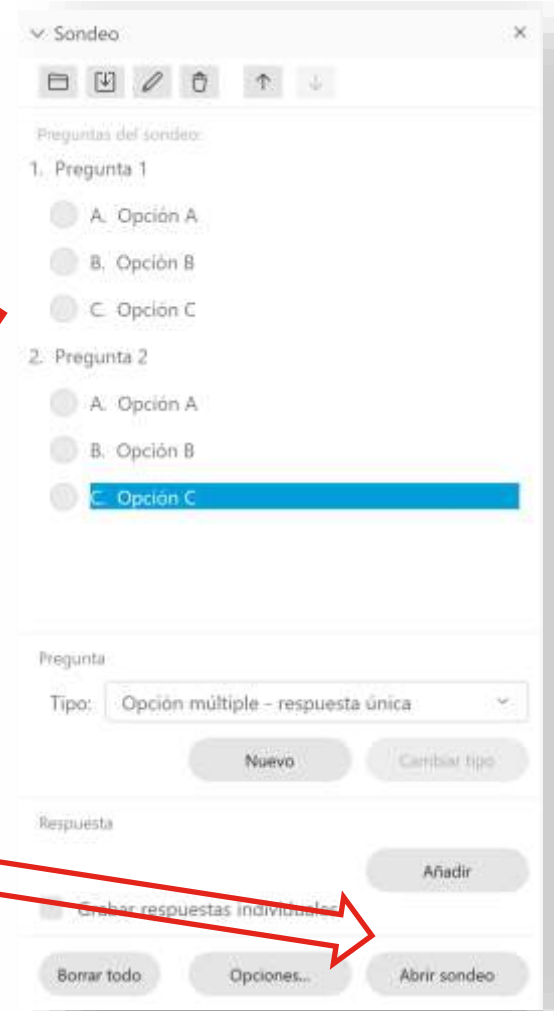 Sondeo
Preguntas del sondeo:
1. Pregunta 1
A. Opción A
B. Opción B
C. Opción C
2. Pregunta 2
A. Opción A
B. Opción B
C. Opción C
Pregunta
Tipo: Opción múltiple - respuesta única
Nuevo Cambiar tipo
Respuesta
Añadir
Grabar respuestas individuales
Borrar todo Opciones... Abrir sondeo